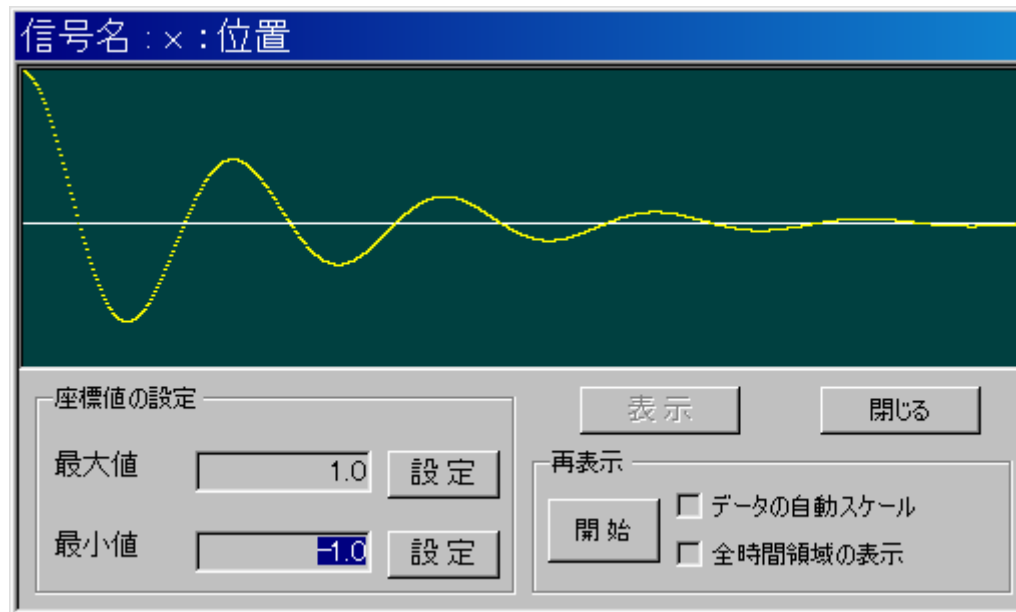 信号名：×：位置
座標値の設定
最大値 1.0 設定
最小値 -1.0 設定
表示 閉じる
再表示
開始
データの自動スケール
全時間領域の表示